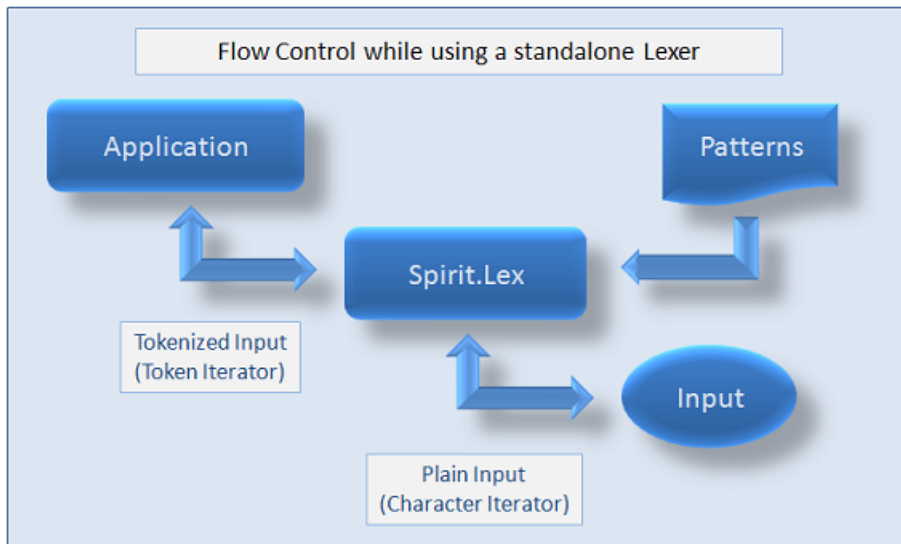 Flow Control while using a standalone Lexer
Application
Patterns
Spirit.Lex
Tokenized Input
(Token Iterator)
Input
Plain Input
(Character Iterator)